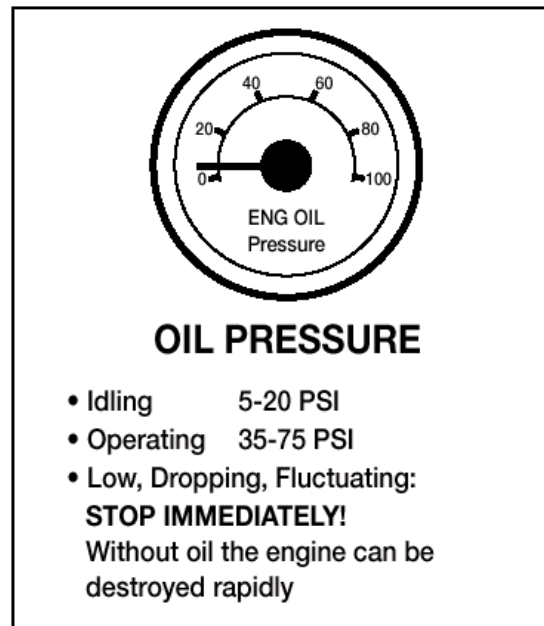 40 60
20 80
0 100
ENG OIL
Pressure
OIL PRESSURE
• Idling 5-20 PSI
• Operating 35-75 PSI
• Low, Dropping, Fluctuating:
STOP IMMEDIATELY!
Without oil the engine can be
destroyed rapidly